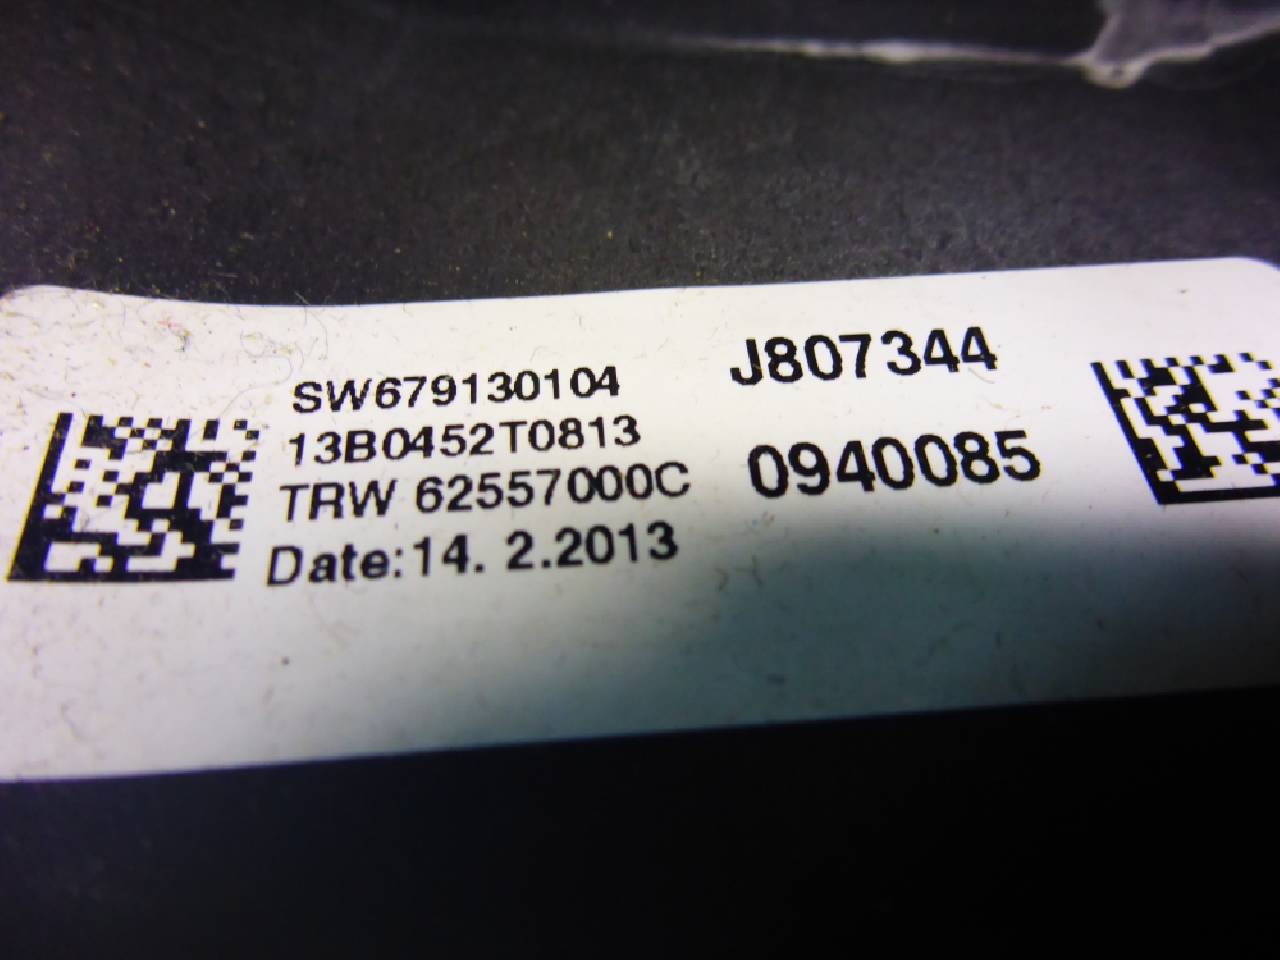 SW679130104
13B0452T0813
TRW 62557000C
Date:14. 2.2013
J807344
0940085